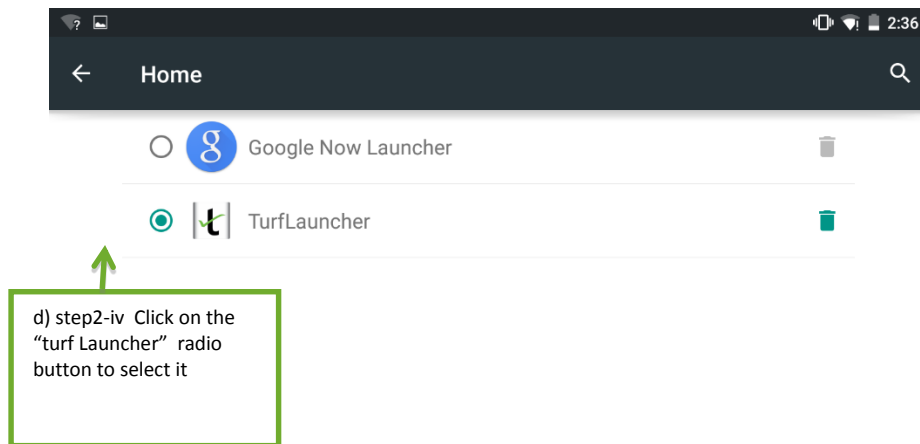 2:36
Home
Google Now Launcher
TurfLauncher
d) step2-iv Click on the
“turf Launcher” radio
button to select it